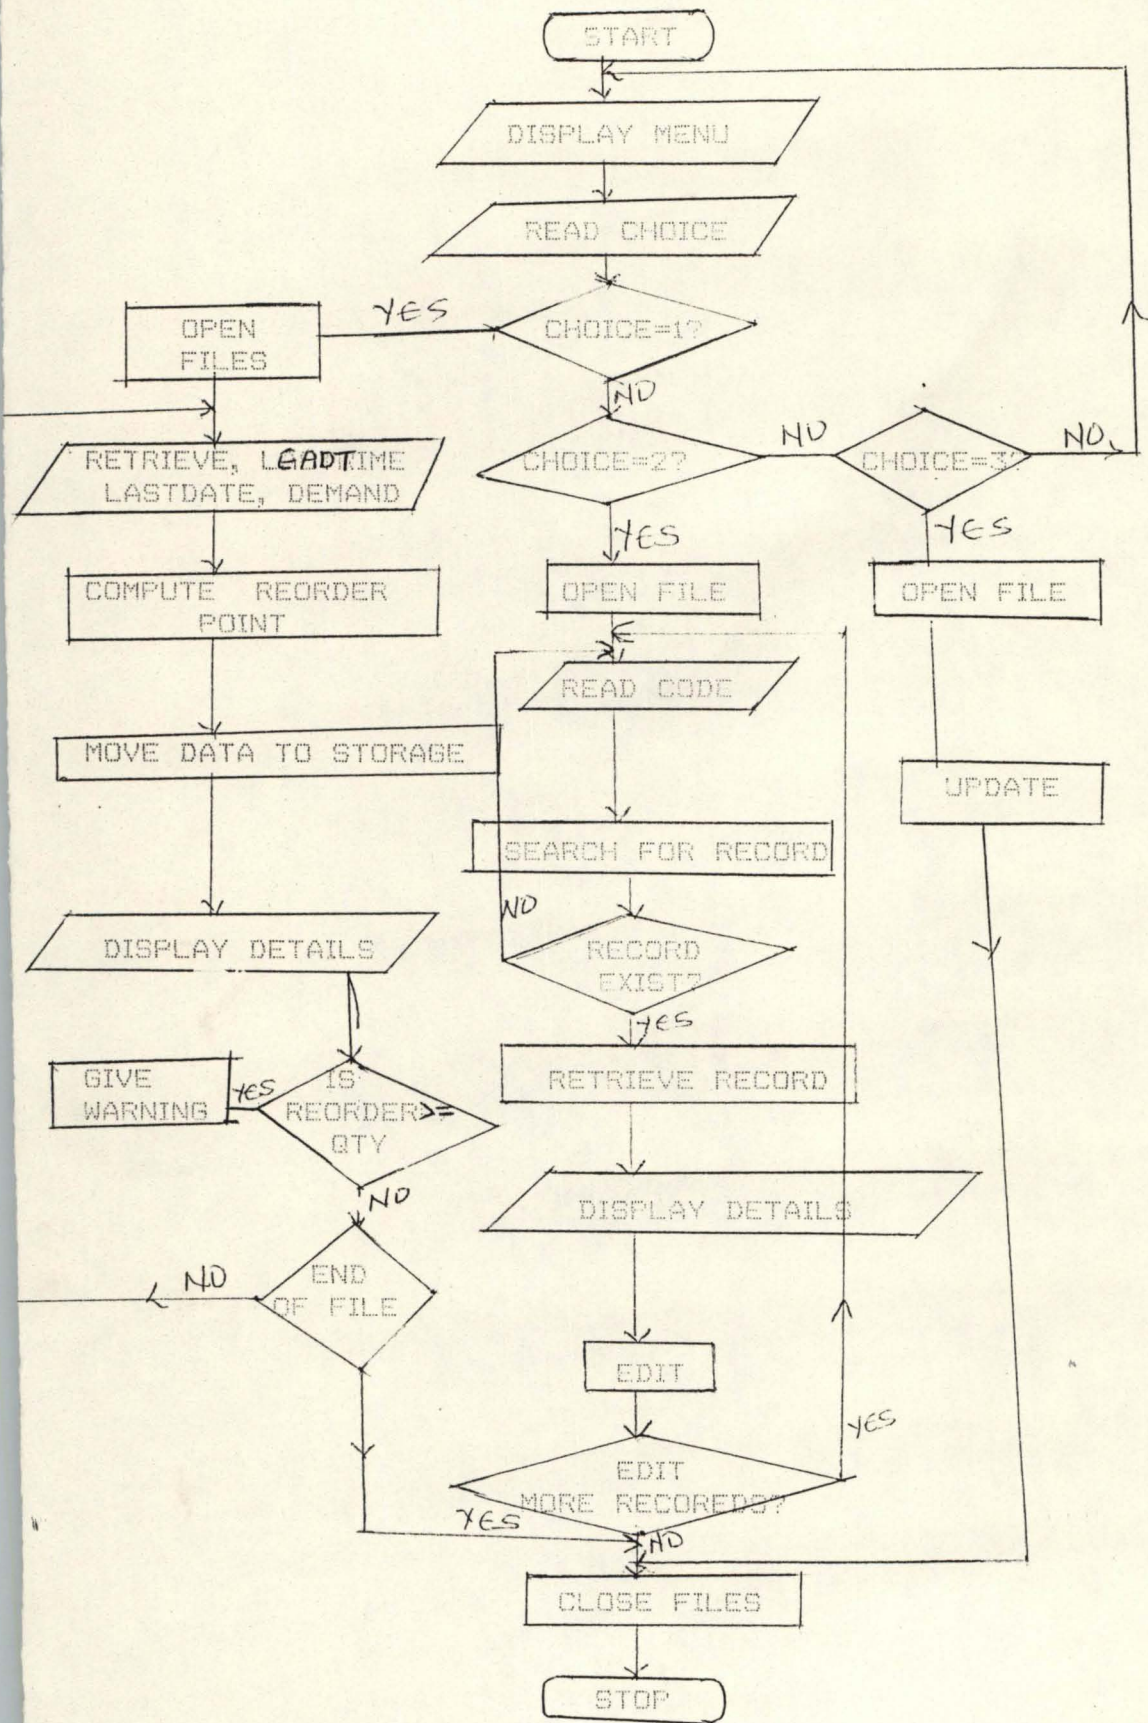 START
DISPLAY MENU
READ CHOICE
YES
OPEN
FILES
CHOICE=1?
NO
RETRIEVE, LEADTIME
LASTDATE, DEMAND
CHOICE=2?
NO
CHOICE=3?
NO
YES
YES
COMPUTE REORDER
POINT
OPEN FILE
OPEN FILE
READ CODE
MOVE DATA TO STORAGE
UPDATE
SEARCH FOR RECORD
NO
DISPLAY DETAILS
RECORD
EXIST?
YES
GIVE
WARNING
YES
IS
REORDER>=
QTY
RETRIEVE RECORD
NO
DISPLAY DETAILS
NO
END
OF FILE
EDIT
YES
EDIT
MORE RECOREDS?
YES
NO
CLOSE FILES
STOP